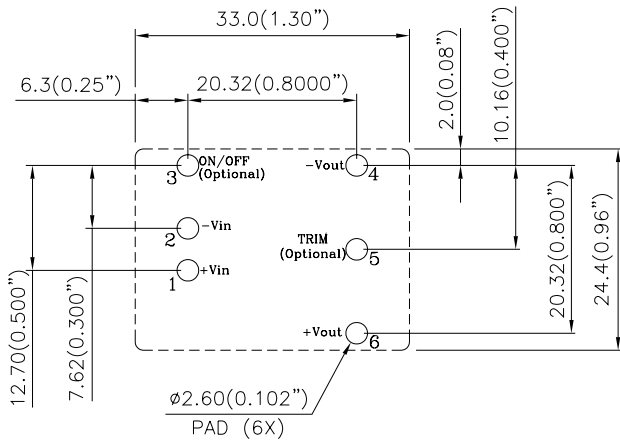 33.0(1.30”)
6.3(0.25”)
20.32(0.8000”)
2.0(0.08”)
10.16(0.400”)
3
ON/OFF
(Optional)
-Vout
4
2
-Vin
TRIM
(Optional)
5
1
+Vin
+Vout
6
12.70(0.500”)
7.62(0.300”)
20.32(0.800”)
24.4(0.96”)
ø2.60(0.102”)
PAD (6X)